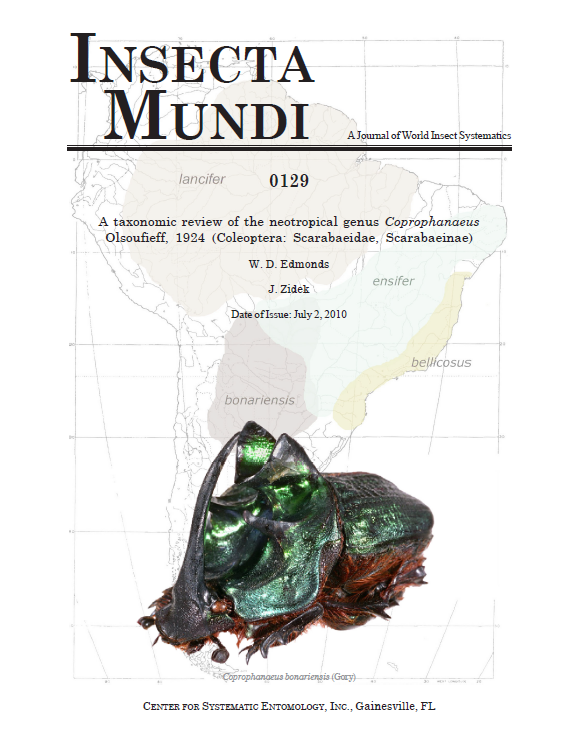 INSECTA
MUNDI
A Journal of World Insect Systematics
lancifer
0129
A taxonomic review of the neotropical genus Coprophanaeus
Olsoufieff, 1924 (Coleoptera: Scarabaeidae, Scarabaeinae)
W. D. Edmonds
ensifer
J. Zidek
Date of Issue: July 2, 2010
bellicosus
bonariensis
Coprophanaeus bonariensis (Gory)
CENTER FOR SYSTEMATIC ENTOMOLOGY, INC., Gainesville, FL